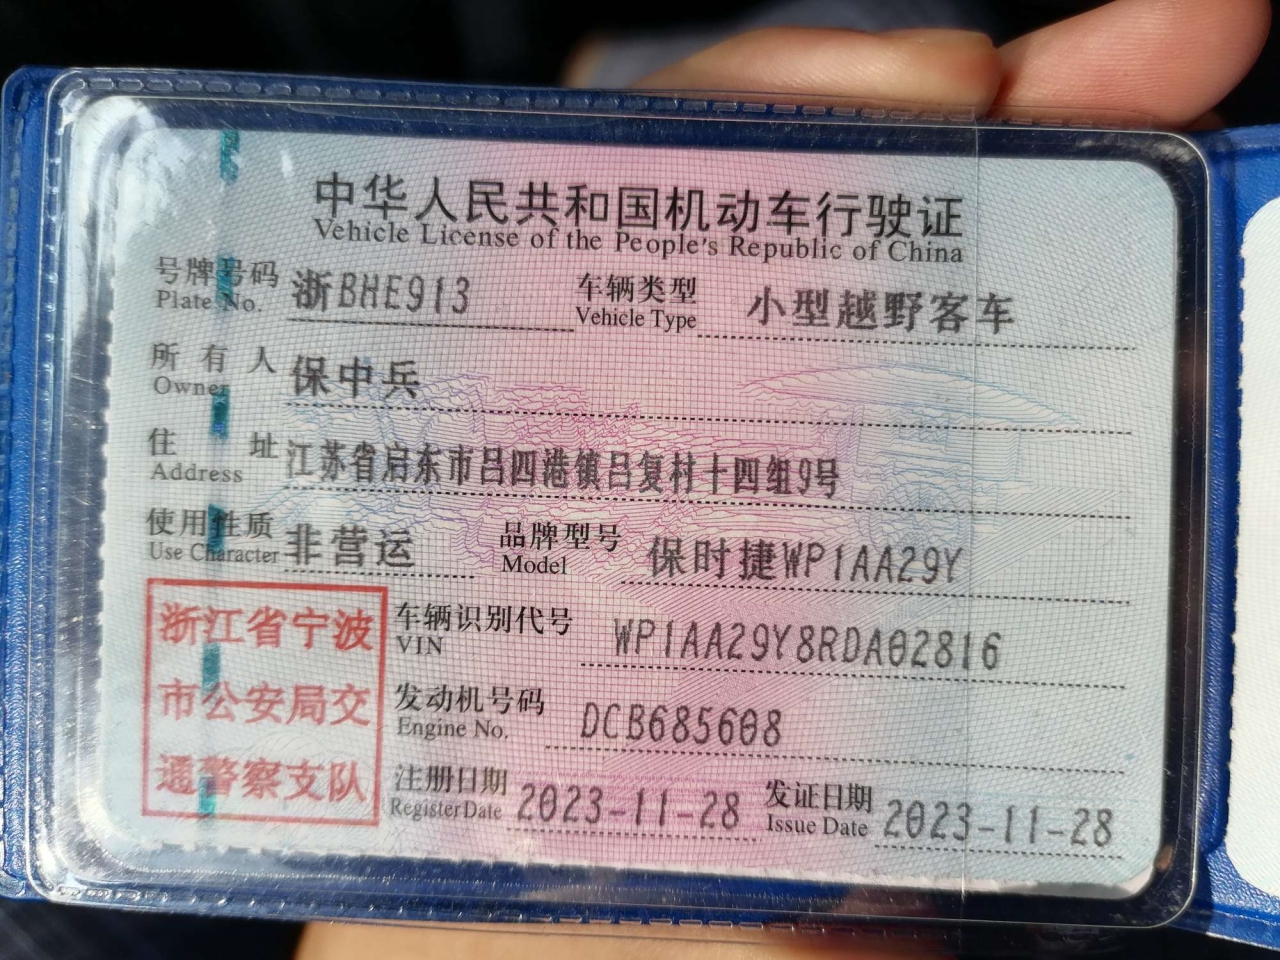 中华人民共和国机动车行驶证
Vehicle License of the People's Republic of China
号牌号码 浙BHE913 车辆类型 小型越野客车
Plate No. Vehicle Type
所有人 保中兵
Owner
住址 江苏省启东市吕四港镇吕复村十四组9号
Address
使用性质 非营运 品牌型号 保时捷WP1AA29Y
Use Character Model
车辆识别代号 WP1AA29Y8RDA02816
VIN
发动机号码 DCB685608
Engine No.
注册日期 2023-11-28 发证日期 2023-11-28
Register Date Issue Date
浙江省宁波
市公安局交
通警察支队